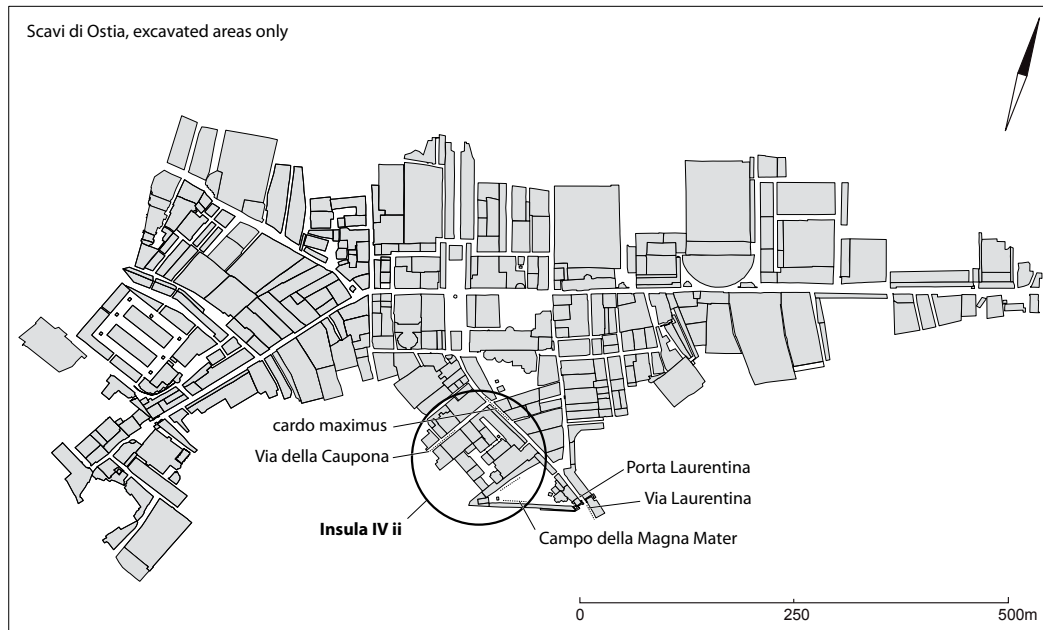 Scavi di Ostia, excavated areas only
cardo maximus
Via della Caupona
Porta Laurentina
Via Laurentina
Insula IV ii
Campo della Magna Mater
0
250
500m